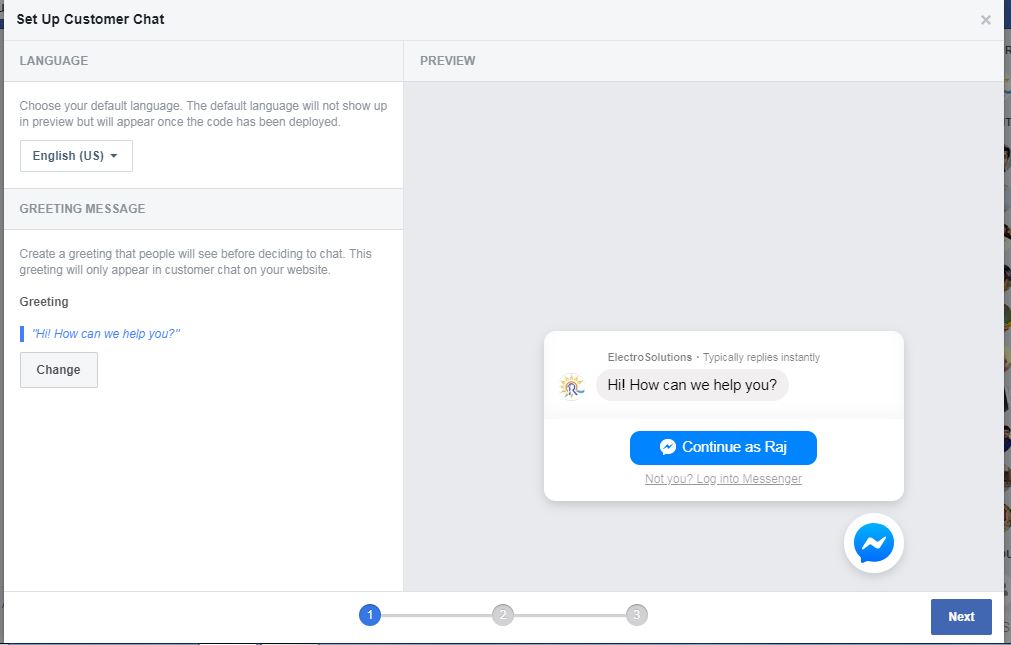 Set Up Customer Chat
LANGUAGE
Choose your default language. The default language will not show up
in preview but will appear once the code has been deployed.
English (US)
GREETING MESSAGE
Create a greeting that people will see before deciding to chat. This
greeting will only appear in customer chat on your website.
Greeting
"Hi! How can we help you?"
Change
PREVIEW
ElectroSolutions · Typically replies instantly
Hi! How can we help you?
Continue as Raj
Not you? Log into Messenger
1
2
3
Next